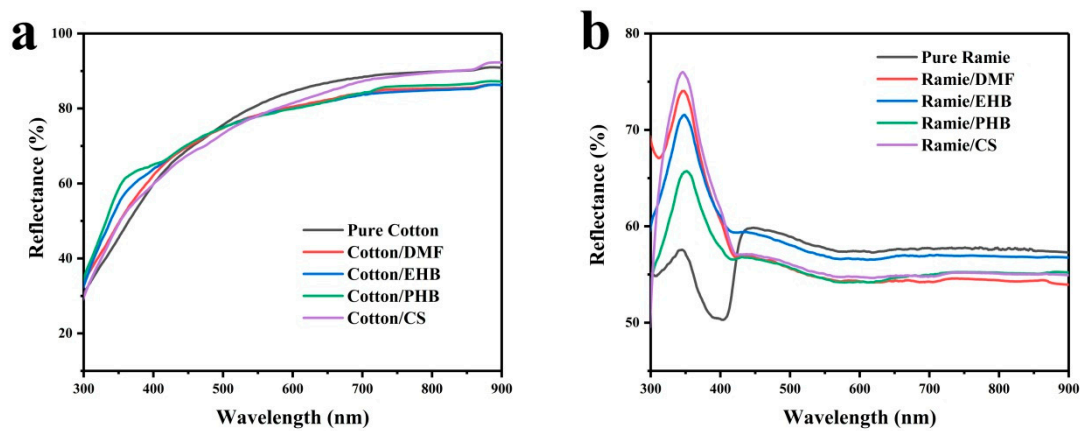 a
Reflectance (%)
100
80
60
40
20
300
400
500
600
700
800
900
Wavelength (nm)
Pure Cotton
Cotton/DMF
Cotton/EHB
Cotton/PHB
Cotton/CS
b
Reflectance (%)
80
70
60
50
300
400
500
600
700
800
900
Wavelength (nm)
Pure Ramie
Ramie/DMF
Ramie/EHB
Ramie/PHB
Ramie/CS